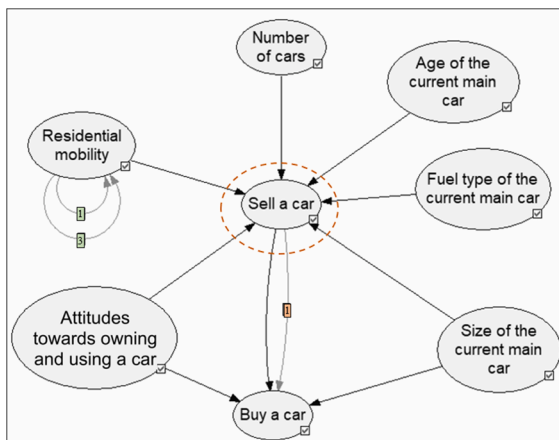 Number
of cars
Age of the
current main
car
Residential
mobility
Fuel type of the
current main car
Sell a car
1
3
1
Attitudes
towards owning
and using a car
Size of the
current main
car
Buy a car